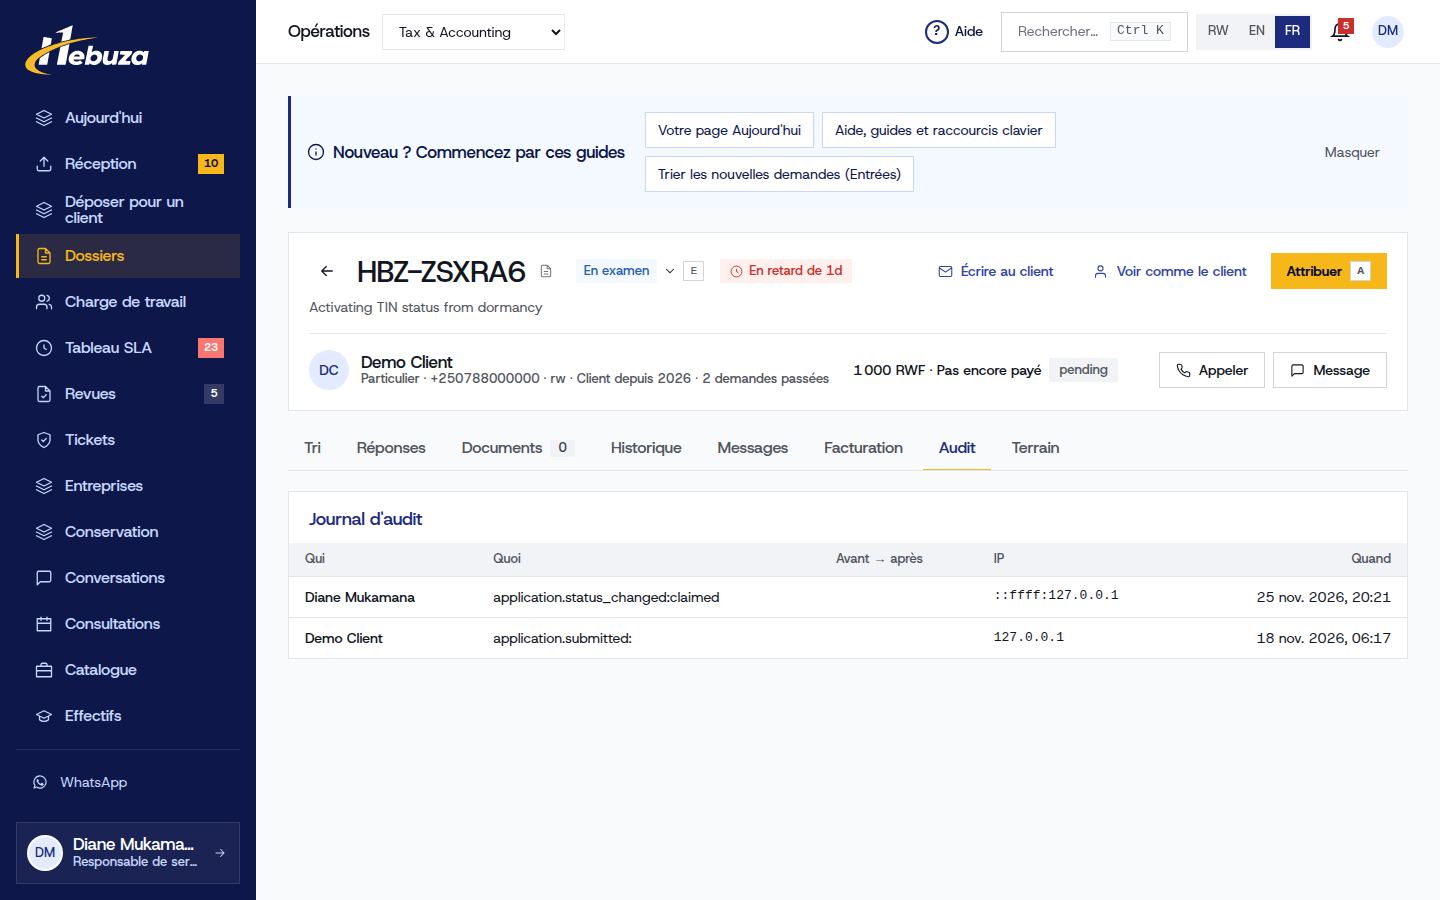 Hebuza
Aujourd'hui
Réception 10
Déposer pour un
client
Dossiers
Charge de travail
Tableau SLA 23
Revues 5
Tickets
Entreprises
Conservation
Conversations
Consultations
Catalogue
Effectifs
WhatsApp
DM Diane Mukama...
Responsable de ser...
Opérations Tax & Accounting ? Aide Rechercher... Ctrl K RW EN FR 5 DM
Nouveau ? Commencez par ces guides
Votre page Aujourd'hui Aide, guides et raccourcis clavier
Trier les nouvelles demandes (Entrées)
Masquer
HBZ-ZSXRA6 En examen E En retard de 1d Écrire au client Voir comme le client Attribuer A
Activating TIN status from dormancy
DC Demo Client
Particulier · +250788000000 · rw · Client depuis 2026 · 2 demandes passées
1 000 RWF · Pas encore payé pending Appeler Message
Tri Réponses Documents 0 Historique Messages Facturation Audit Terrain
Journal d'audit
Qui Quoi Avant → après IP Quand
Diane Mukamana application.status_changed:claimed ::ffff:127.0.0.1 25 nov. 2026, 20:21
Demo Client application.submitted: 127.0.0.1 18 nov. 2026, 06:17